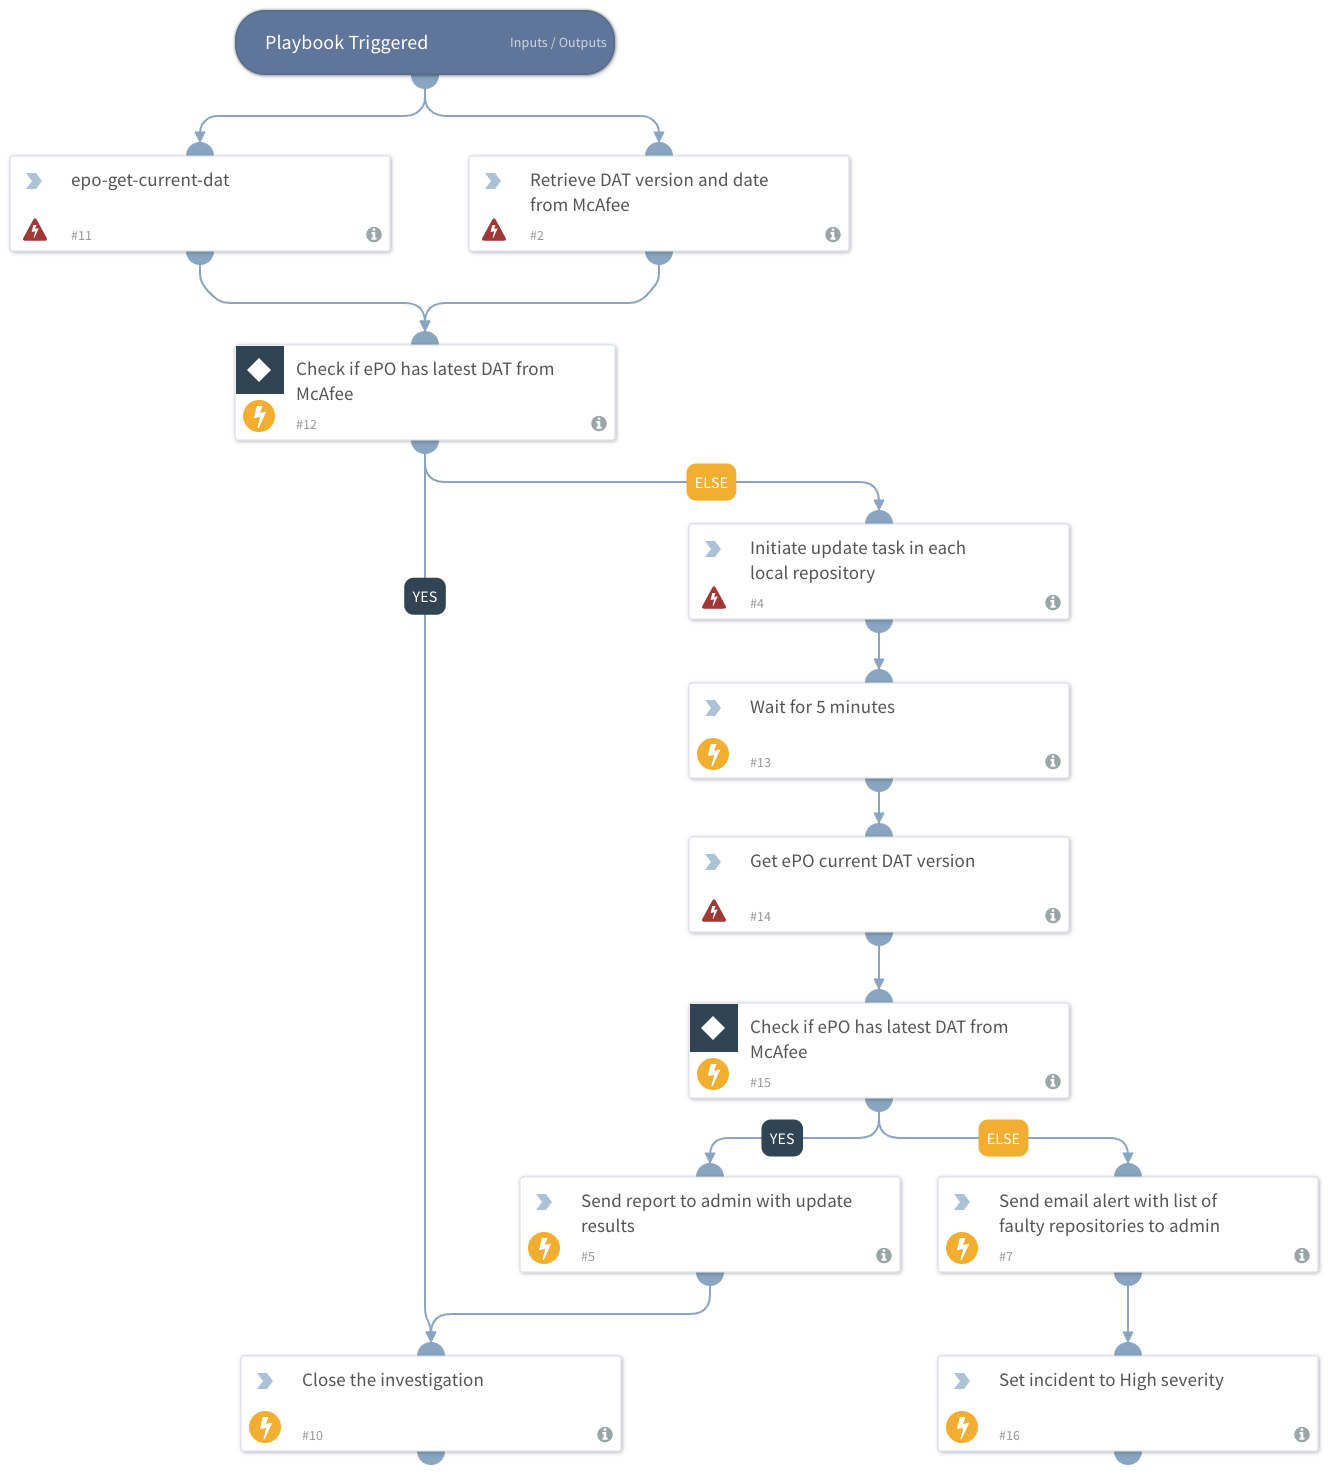 Playbook Triggered
Inputs / Outputs
epo-get-current-dat
#11
Retrieve DAT version and date
from McAfee
#2
Check if ePO has latest DAT from
McAfee
#12
ELSE
YES
Initiate update task in each
local repository
#4
Wait for 5 minutes
#13
Get ePO current DAT version
#14
Check if ePO has latest DAT from
McAfee
#15
YES
ELSE
Send report to admin with update
results
#5
Send email alert with list of
faulty repositories to admin
#7
Close the investigation
#10
Set incident to High severity
#16